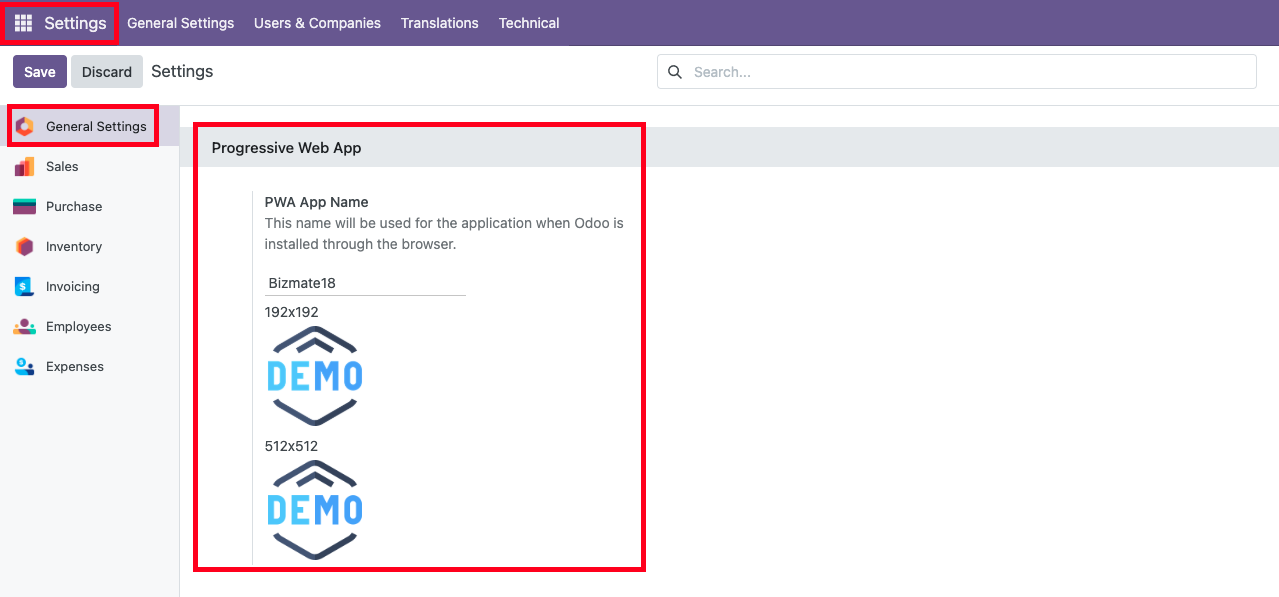 Settings General Settings Users & Companies Translations Technical
Save Discard Settings Search...
General Settings
Sales
Purchase
Inventory
Invoicing
Employees
Expenses
Progressive Web App
PWA App Name
This name will be used for the application when Odoo is
installed through the browser.
Bizmate18
192x192
DEMO
512x512
DEMO